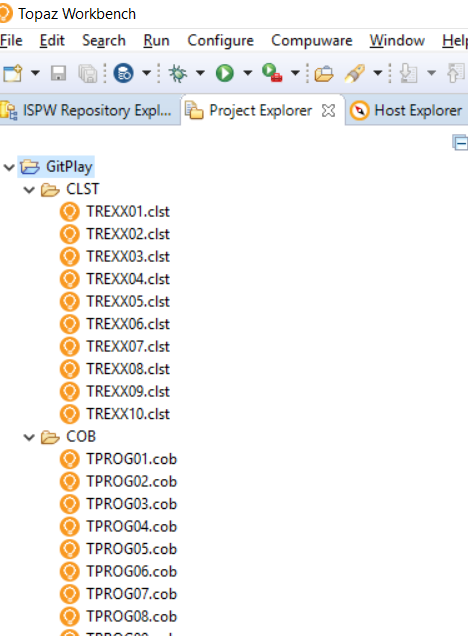 Topaz Workbench
File Edit Search Run Configure Compuware Window
ISPW Repository Expl... Project Explorer Host Explorer
GitPlay
CLST
TREXX01.clst
TREXX02.clst
TREXX03.clst
TREXX04.clst
TREXX05.clst
TREXX06.clst
TREXX07.clst
TREXX08.clst
TREXX09.clst
TREXX10.clst
COB
TPROG01.cob
TPROG02.cob
TPROG03.cob
TPROG04.cob
TPROG05.cob
TPROG06.cob
TPROG07.cob
TPROG08.cob